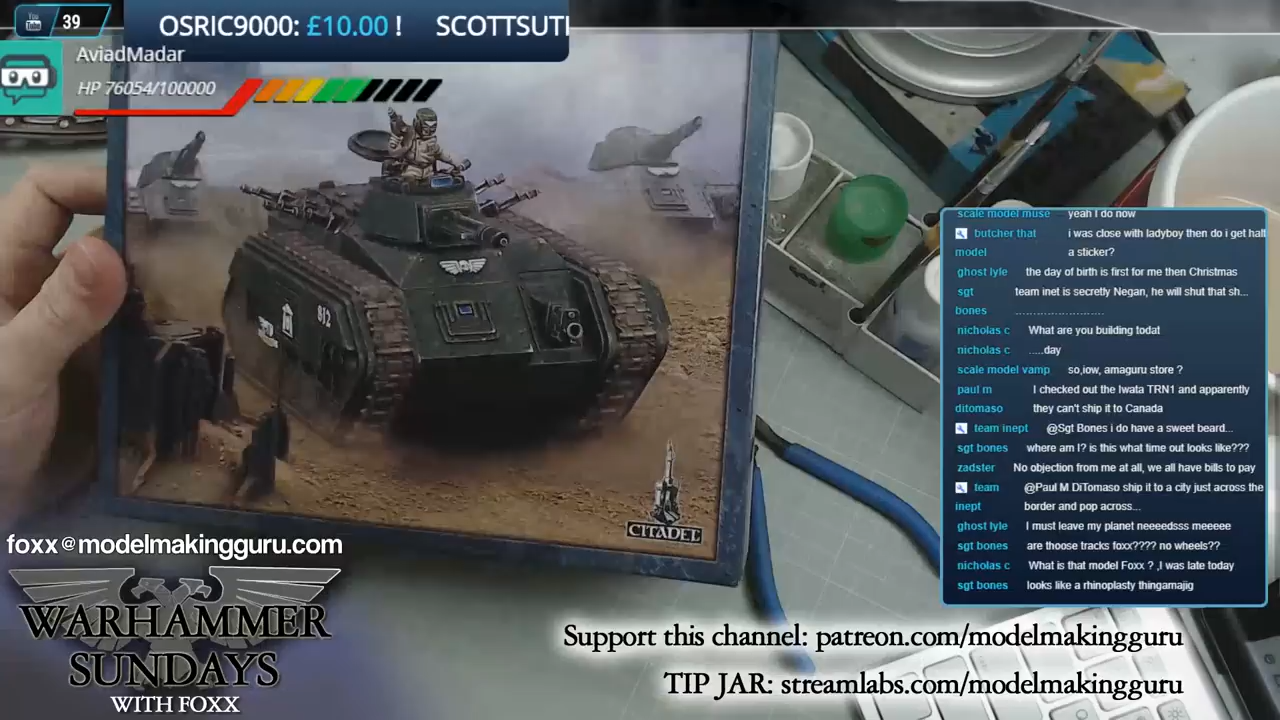 You Tube
39
OSRIC9000: £10.00 ! SCOTTSUTI
AviadMadar
HP 76054/100000
812
CITADEL
scale model muse yeah I do now
butcher that i was close with ladyboy then do i get half
model a sticker?
ghost lyle the day of birth is first for me then Christmas
sgt team inet is secretly Negan, he will shut that sh...
bones ........................
nicholas c What are you building todat
nicholas c .....day
scale model vamp so,iow, amaguru store ?
paul m I checked out the Iwata TRN1 and apparently
ditomaso they can't ship it to Canada
team inept @Sgt Bones i do have a sweet beard...
sgt bones where am I? is this what time out looks like???
zadster No objection from me at all, we all have bills to pay
team @Paul M DiTomaso ship it to a city just across the
inept border and pop across...
ghost lyle I must leave my planet neeeedsss meeeee
sgt bones are thoose tracks foxx???? no wheels??
nicholas c What is that model Foxx ? ,I was late today
sgt bones looks like a rhinoplasty thingamajig
foxx@modelmakingguru.com
WARHAMMER
SUNDAYS
WITH FOXX
Support this channel: patreon.com/modelmakingguru
TIP JAR: streamlabs.com/modelmakingguru